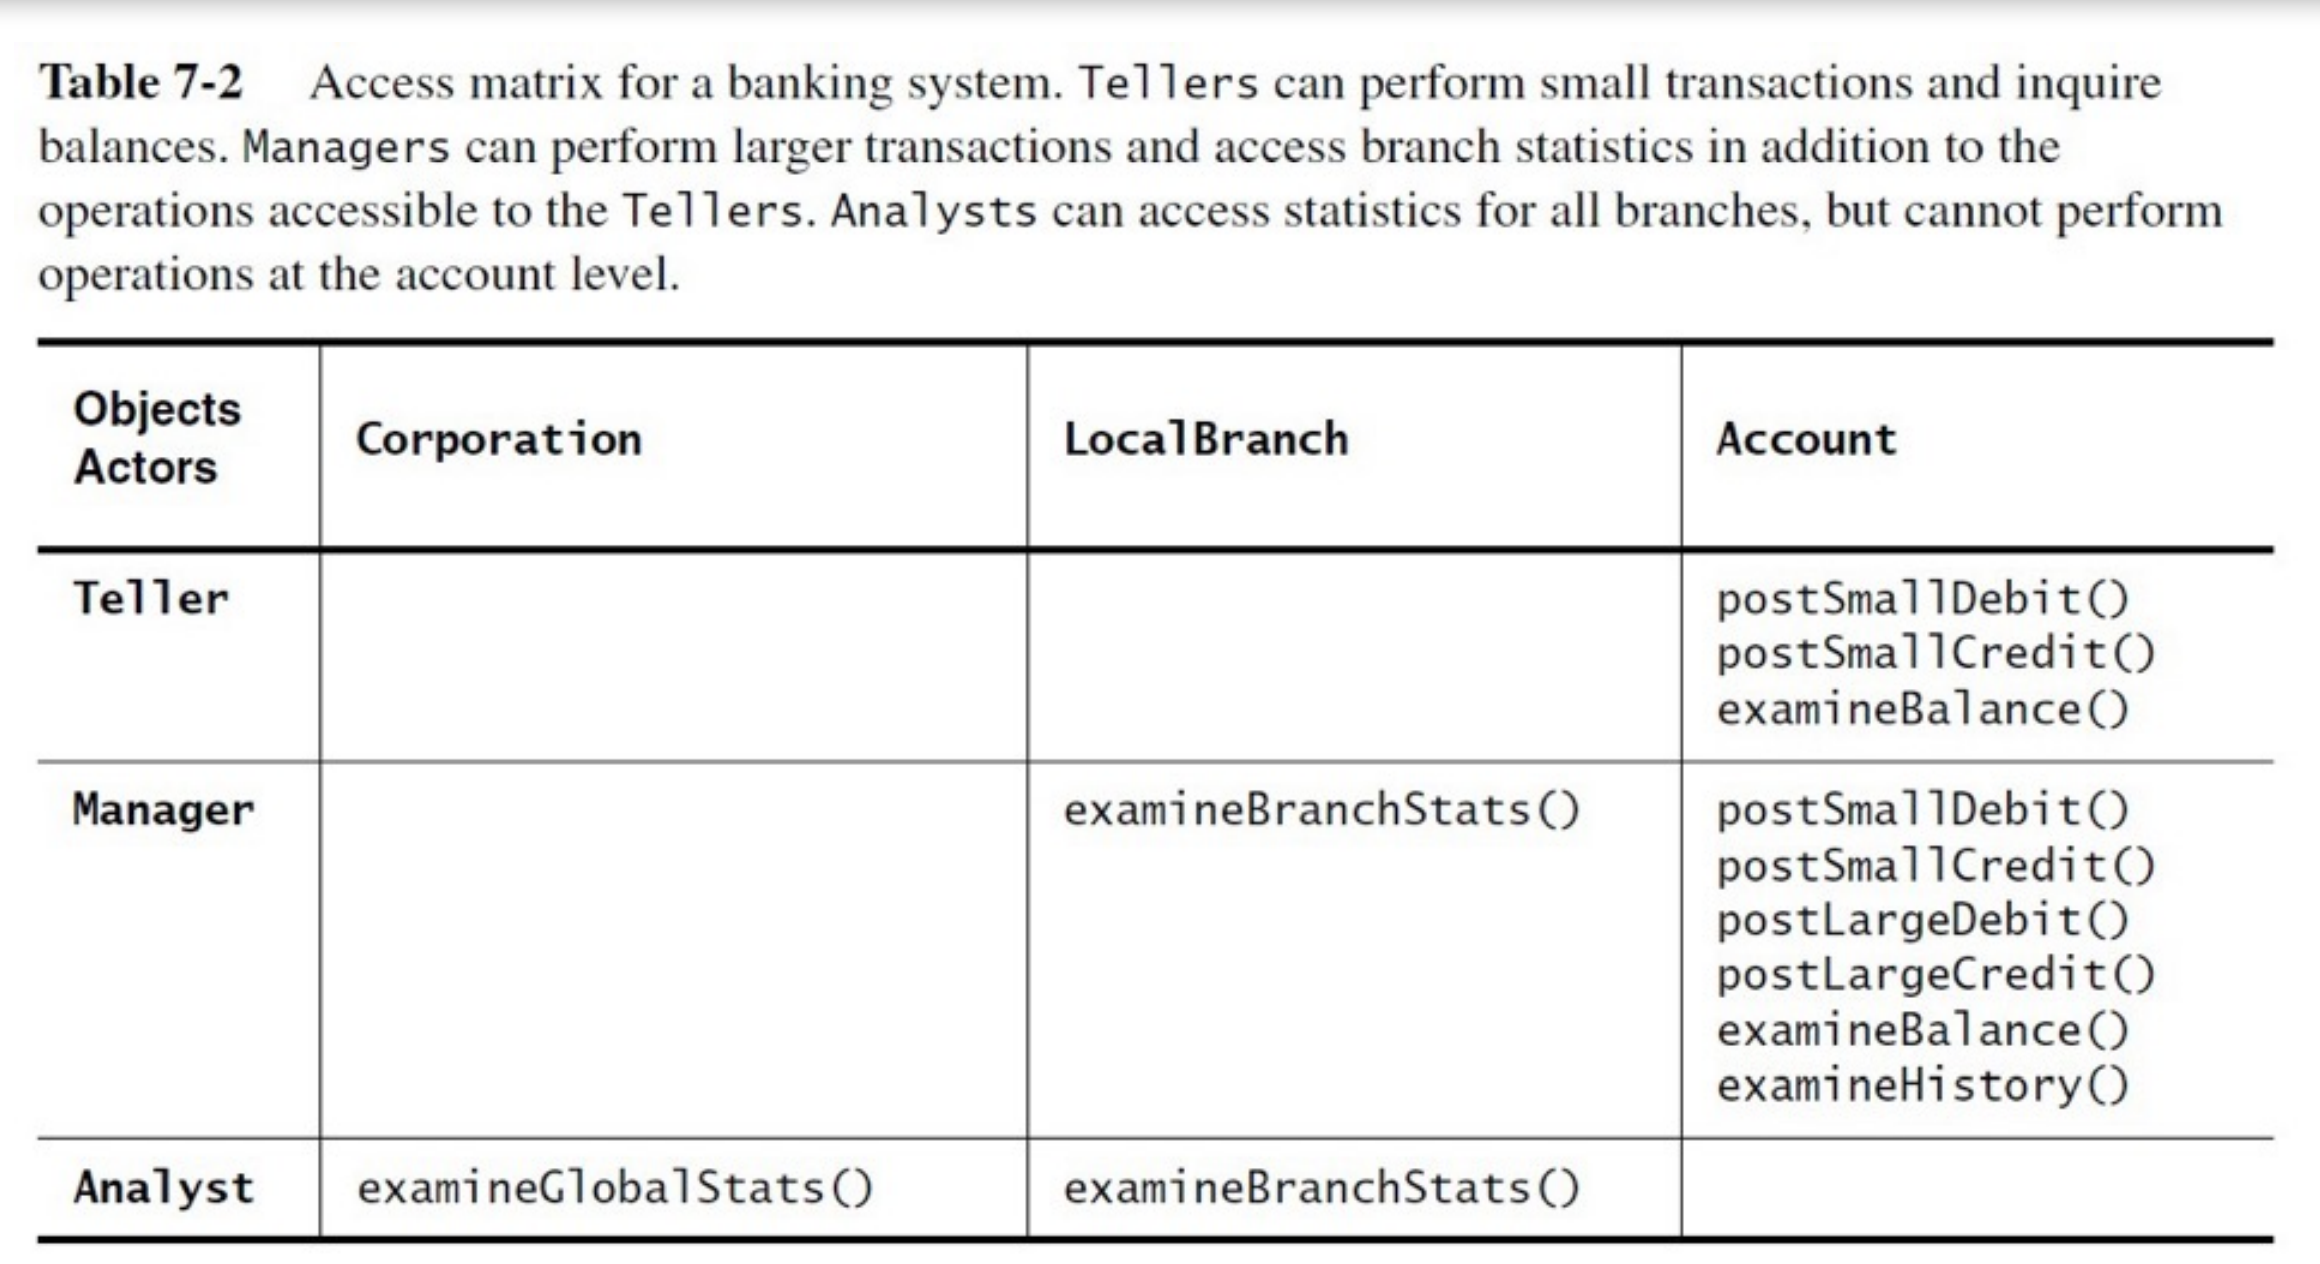 Table 7-2 Access matrix for a banking system. Tellers can perform small transactions and inquire
balances. Managers can perform larger transactions and access branch statistics in addition to the
operations accessible to the Tellers. Analysts can access statistics for all branches, but cannot perform
operations at the account level.
Objects
Actors
Corporation
LocalBranch
Account
Teller
postSmallDebit()
postSmallCredit()
examineBalance()
Manager
examineBranchStats()
postSmallDebit()
postSmallCredit()
postLargeDebit()
postLargeCredit()
examineBalance()
examineHistory()
Analyst
examineGlobalStats()
examineBranchStats()